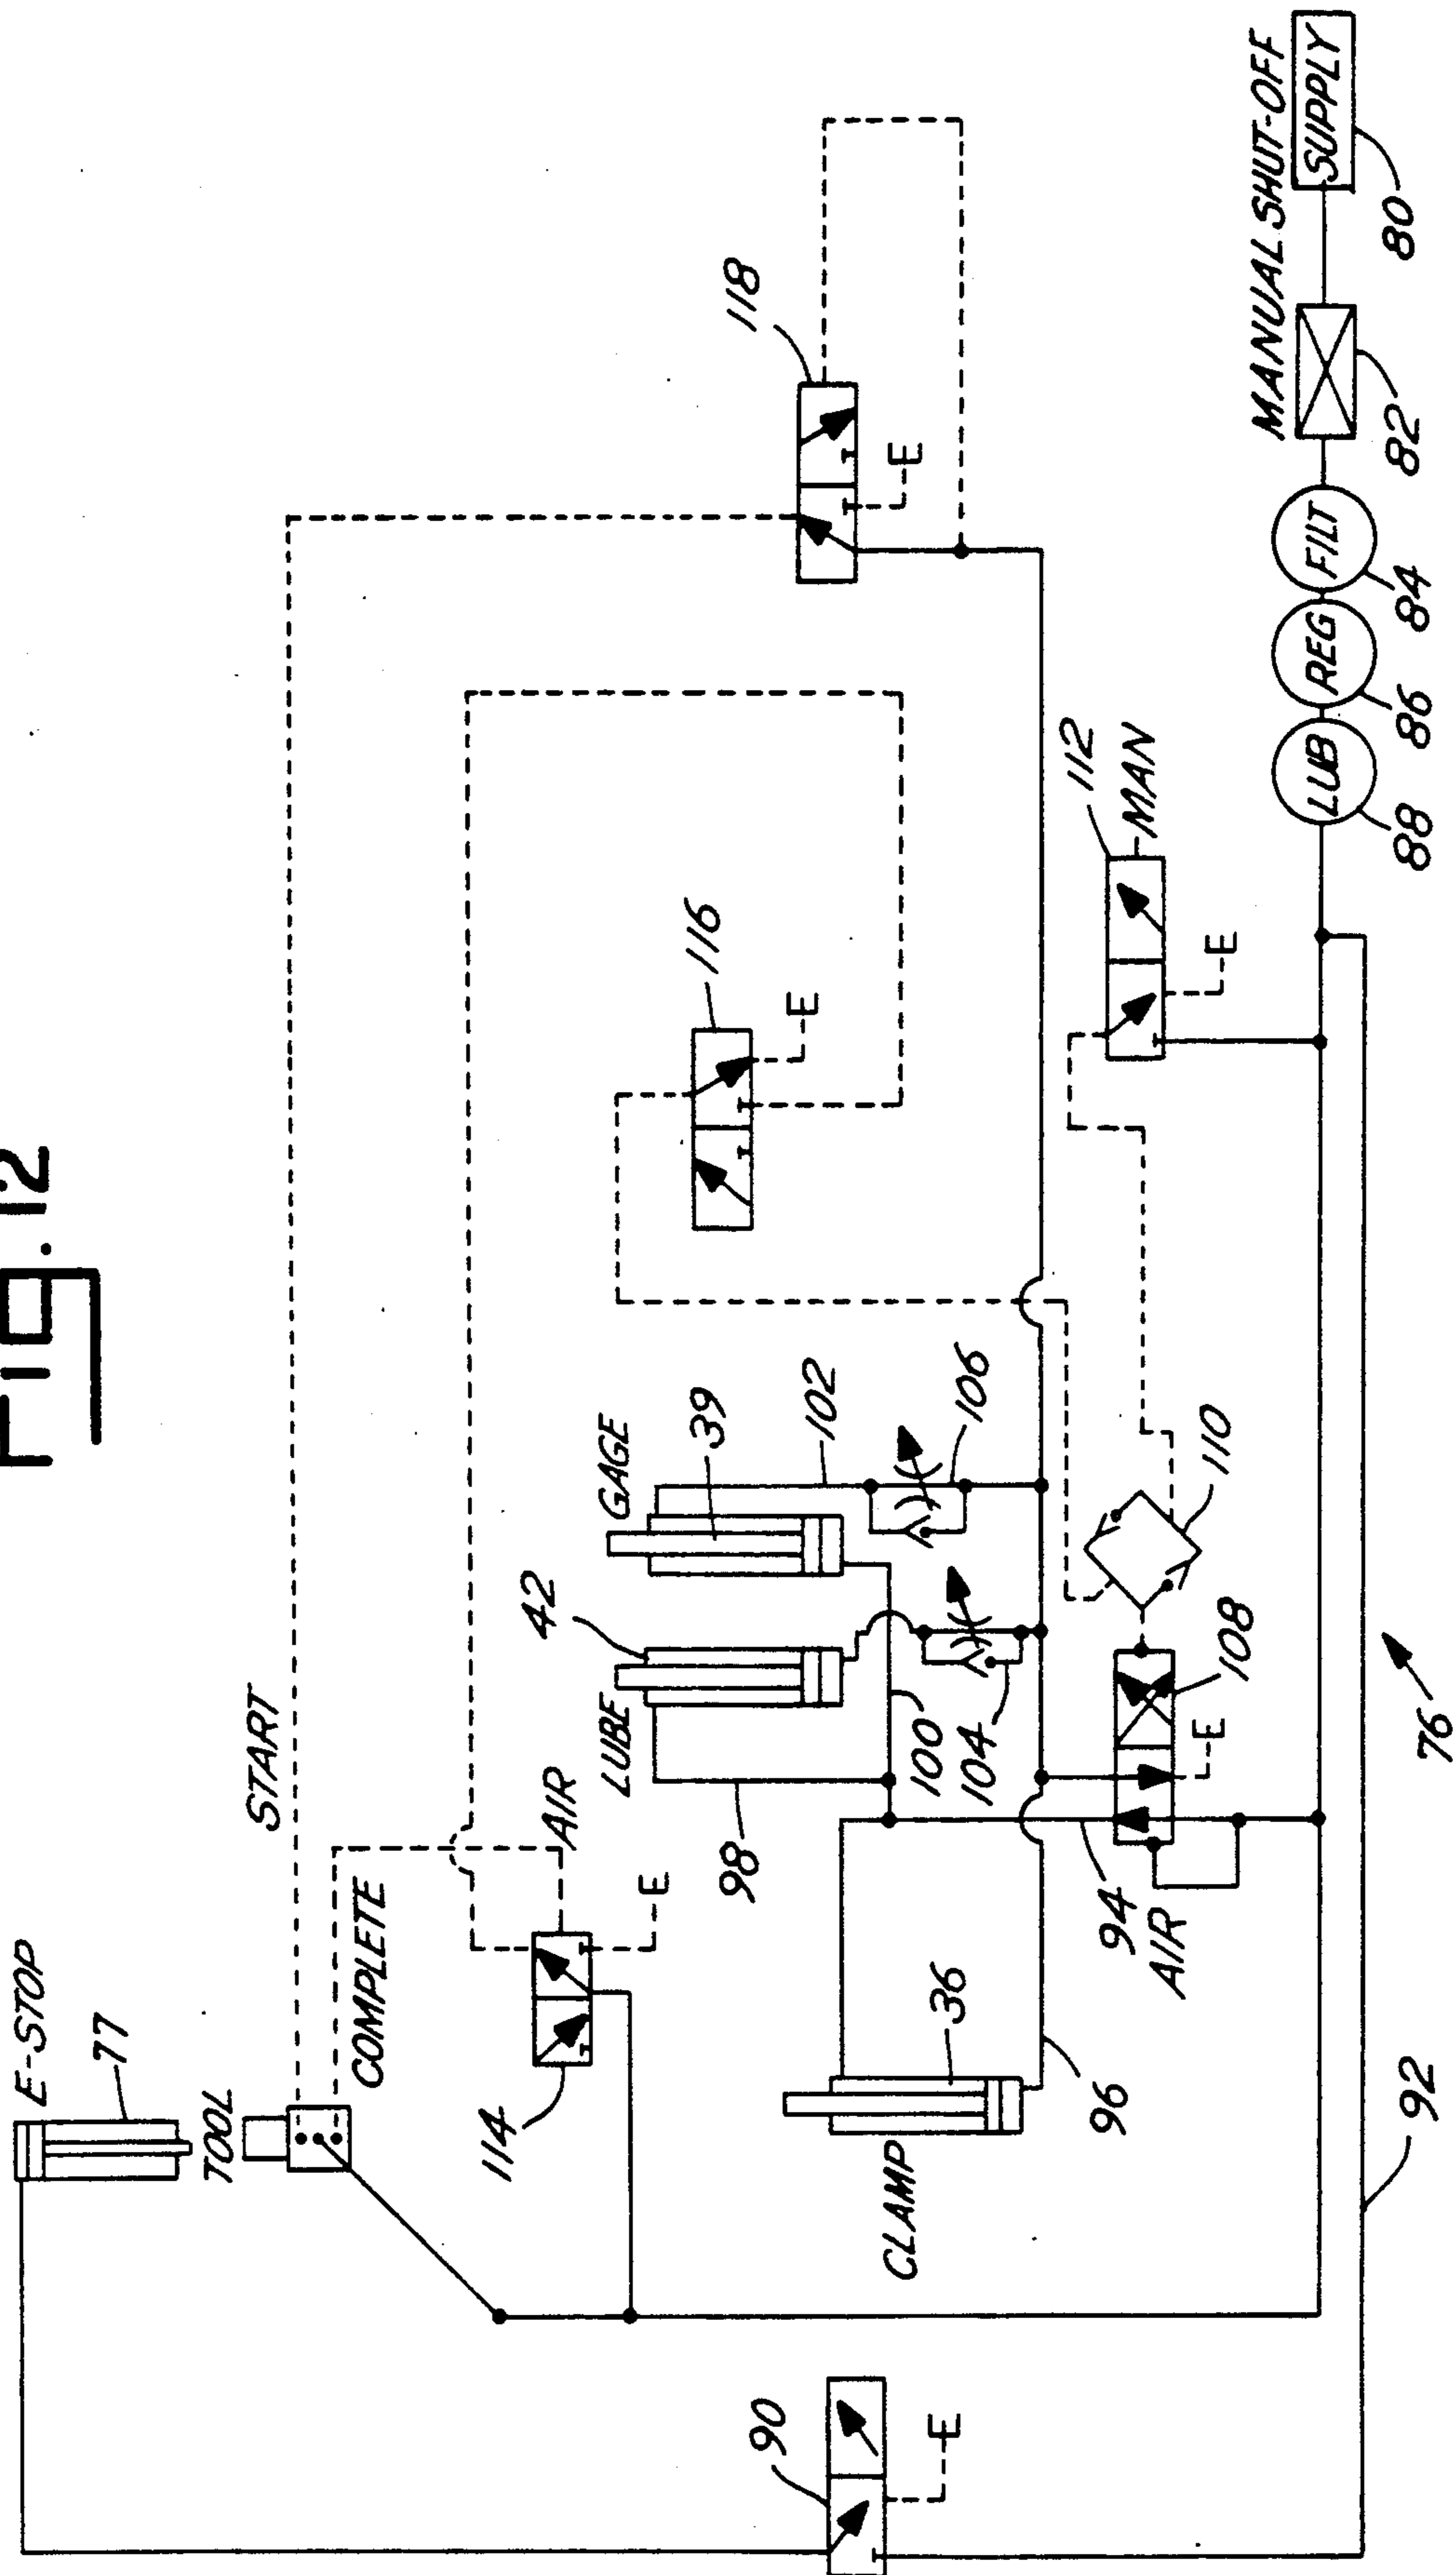 Fig. 12
E-STOP
77
TOOL
START
COMPLETE
AIR
114
E
90
E
LUBE
42
GAGE
39
98
100
102
104
106
CLAMP
36
96
94
AIR
108
E
110
116
E
118
E
112
MAN
E
92
76
LUB
88
REG
86
FILT
84
MANUAL SHUT-OFF
82
SUPPLY
80